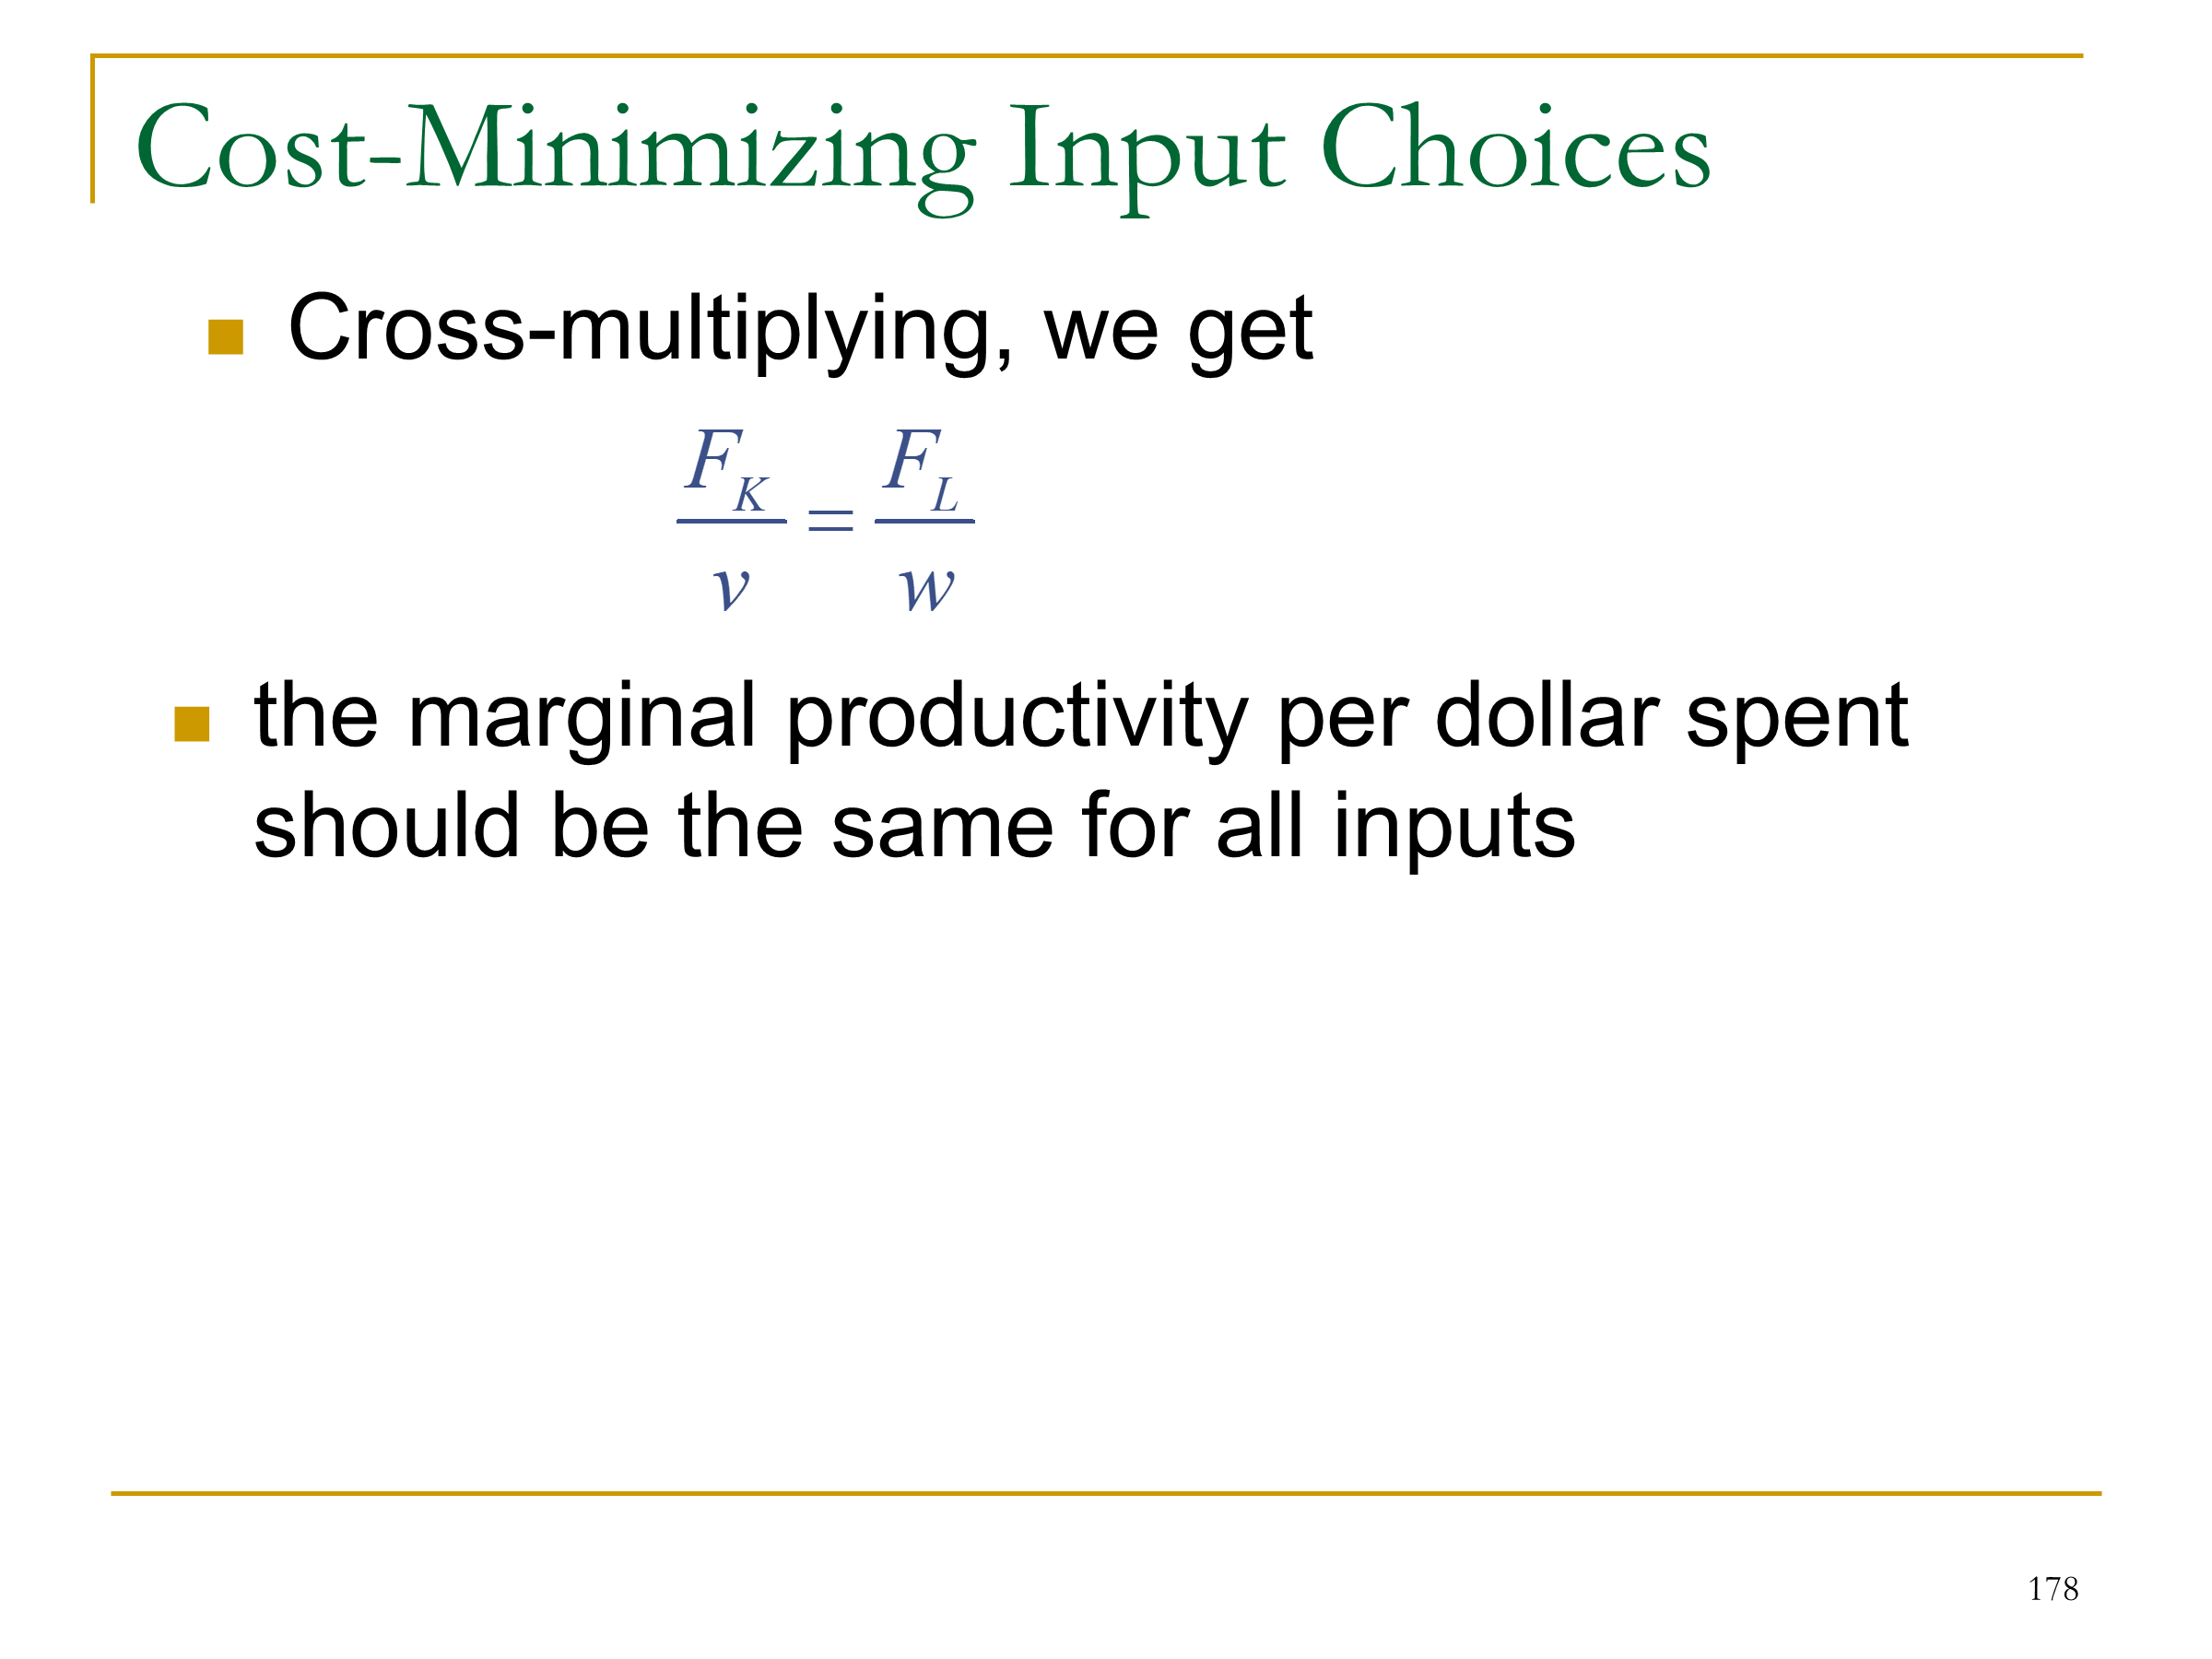 Cost-Minimizing Input Choices
■ Cross-multiplying, we get
F_K / v = F_L / w
■ the marginal productivity per dollar spent
should be the same for all inputs
178